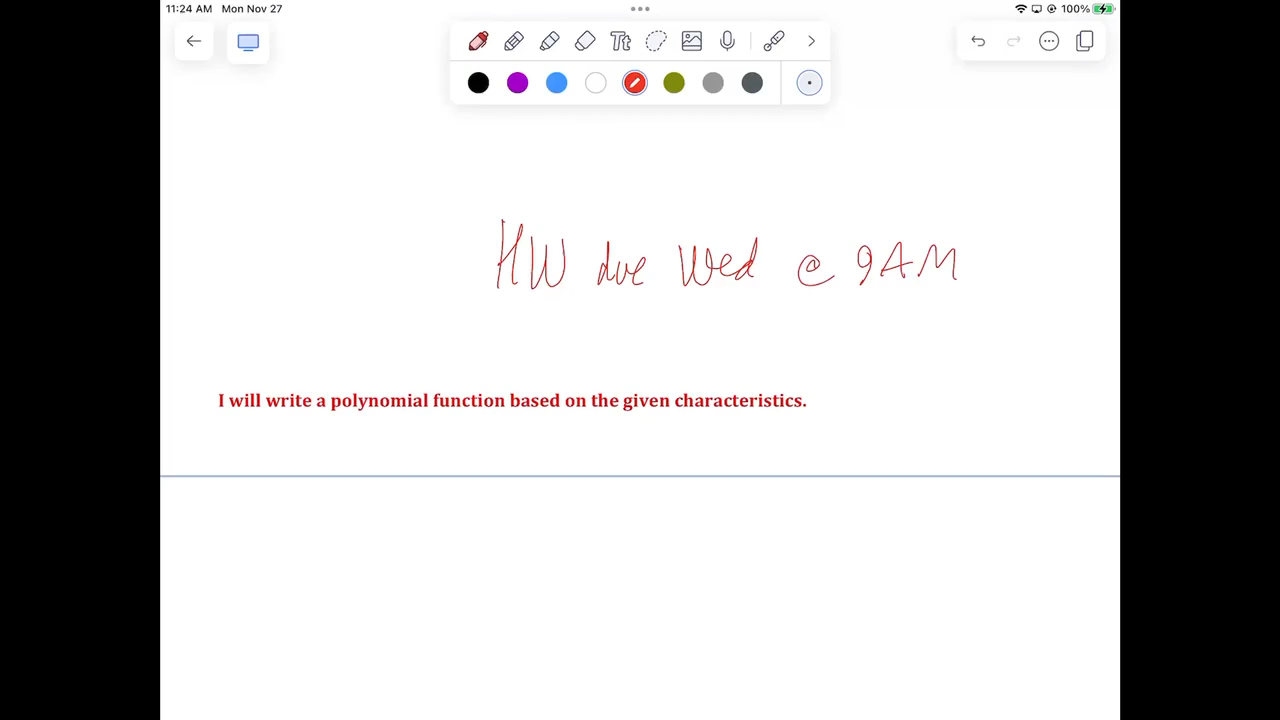 11:24 AM Mon Nov 27
100%
Tt
HW due Wed @ 9AM
I will write a polynomial function based on the given characteristics.